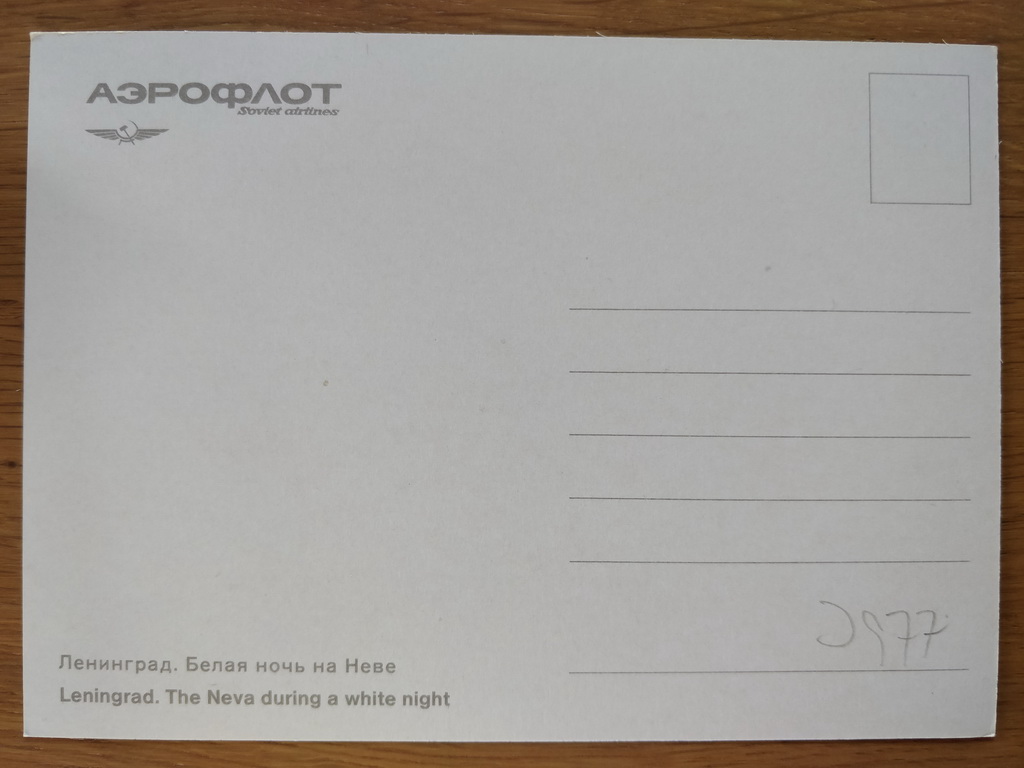 АЭРОФЛОТ
Soviet airlines
Ленинград. Белая ночь на Неве
Leningrad. The Neva during a white night